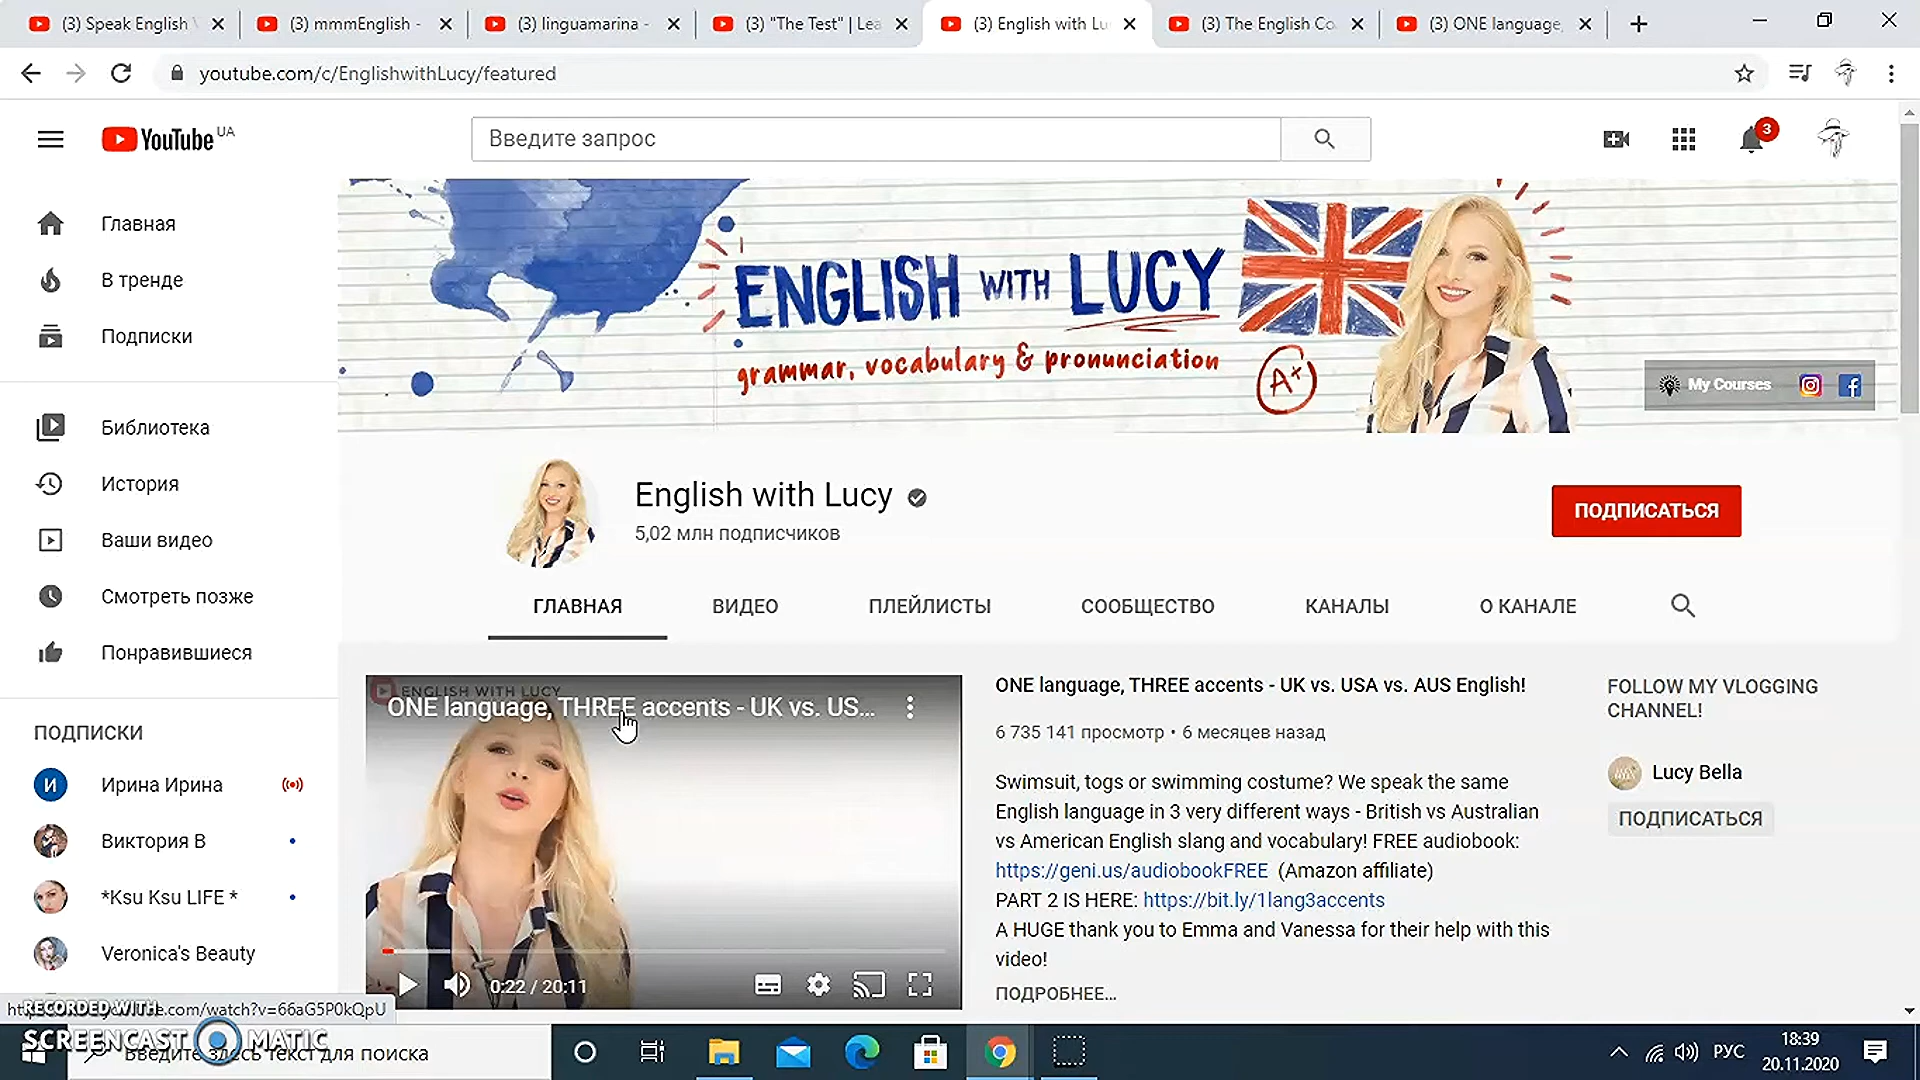 (3) Speak English
(3) mmmEnglish -
(3) linguamarina -
(3) "The Test" | Lea
(3) English with Lu
(3) The English Co
(3) ONE language,
youtube.com/c/EnglishwithLucy/featured
YouTube UA
Введите запрос
3
Главная
В тренде
Подписки
Библиотека
История
Ваши видео
Смотреть позже
Понравившиеся
ПОДПИСКИ
И
Ирина Ирина
Виктория В
*Ksu Ksu LIFE *
Veronica's Beauty
ENGLISH WITH LUCY
grammar, vocabulary & pronunciation
A*
My Courses
English with Lucy
5,02 млн подписчиков
ПОДПИСАТЬСЯ
ГЛАВНАЯ
ВИДЕО
ПЛЕЙЛИСТЫ
СООБЩЕСТВО
КАНАЛЫ
О КАНАЛЕ
ENGLISH WITH LUCY
ONE language, THREE accents - UK vs. US...
0:22 / 20:11
ONE language, THREE accents - UK vs. USA vs. AUS English!
6 735 141 просмотр • 6 месяцев назад
Swimsuit, togs or swimming costume? We speak the same
English language in 3 very different ways - British vs Australian
vs American English slang and vocabulary! FREE audiobook:
https://geni.us/audiobookFREE (Amazon affiliate)
PART 2 IS HERE: https://bit.ly/1lang3accents
A HUGE thank you to Emma and Vanessa for their help with this
video!
ПОДРОБНЕЕ...
FOLLOW MY VLOGGING
CHANNEL!
Lucy Bella
ПОДПИСАТЬСЯ
.com/watch?v=66aG5P0kQpU
RECORDED WITH
SCREENCAST MATIC
Введите здесь текст для поиска
РУС
18:39
20.11.2020